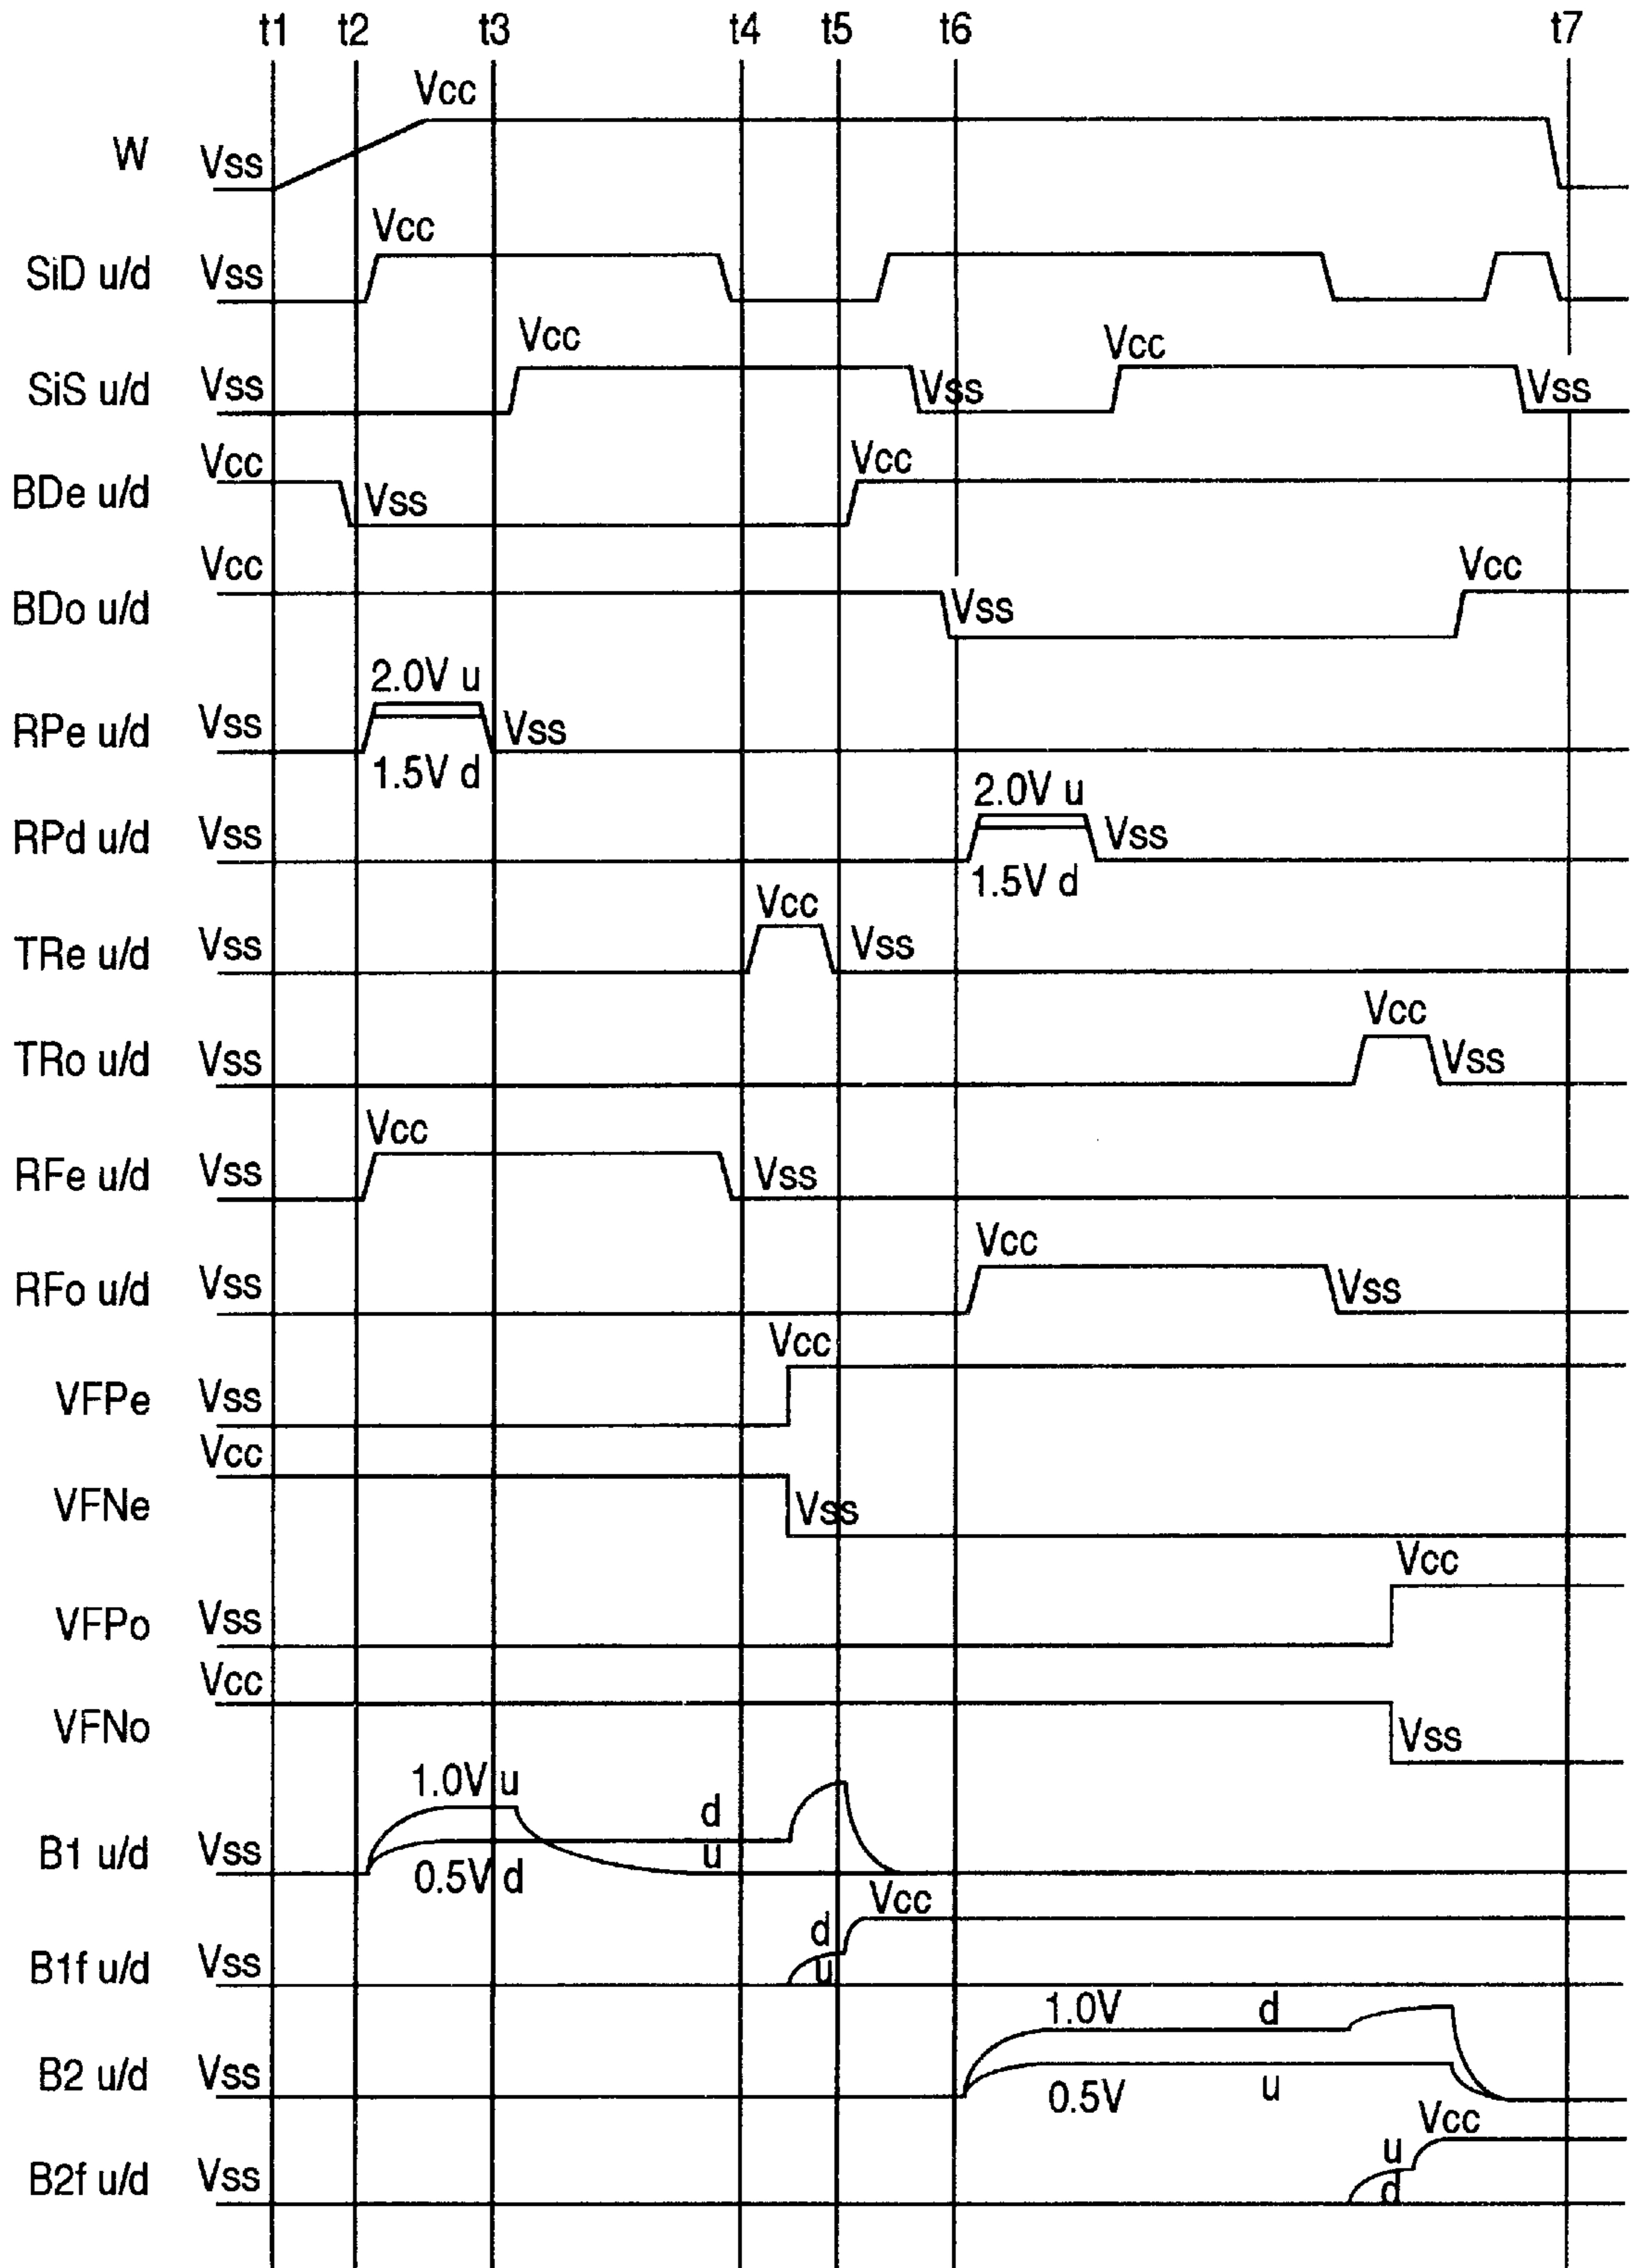 t1 t2 t3 t4 t5 t6 t7
Vcc
W Vss
Vcc
SiD u/d Vss
Vcc Vcc
SiS u/d Vss Vss Vss
Vcc Vcc
BDe u/d Vss
Vcc Vcc
BDo u/d Vss
2.0V u
RPe u/d Vss Vss
1.5V d
2.0V u
RPd u/d Vss Vss
1.5V d
Vcc
TRe u/d Vss Vss
Vcc
TRo u/d Vss Vss
Vcc
RFe u/d Vss Vss
Vcc
RFo u/d Vss Vss
Vcc
VFPe Vss
Vcc
VFNe Vss
Vcc
VFPo Vss
Vcc
VFNo Vss
1.0V u d
B1 u/d Vss u
0.5V d
Vcc
d
B1f u/d Vss u
1.0V d
B2 u/d Vss
0.5V u
Vcc
u
B2f u/d Vss d